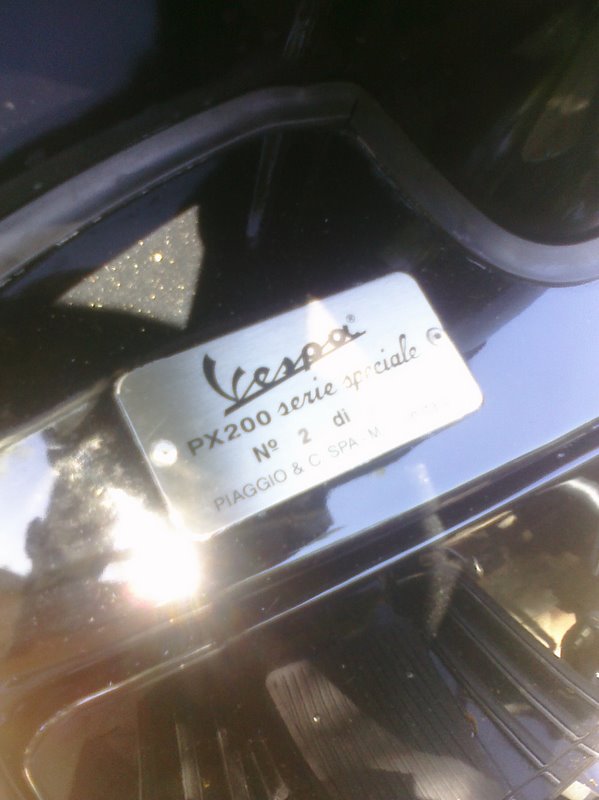 Vespa®
PX200 serie speciale
Nº 2 di
PIAGGIO & C. SPA - M